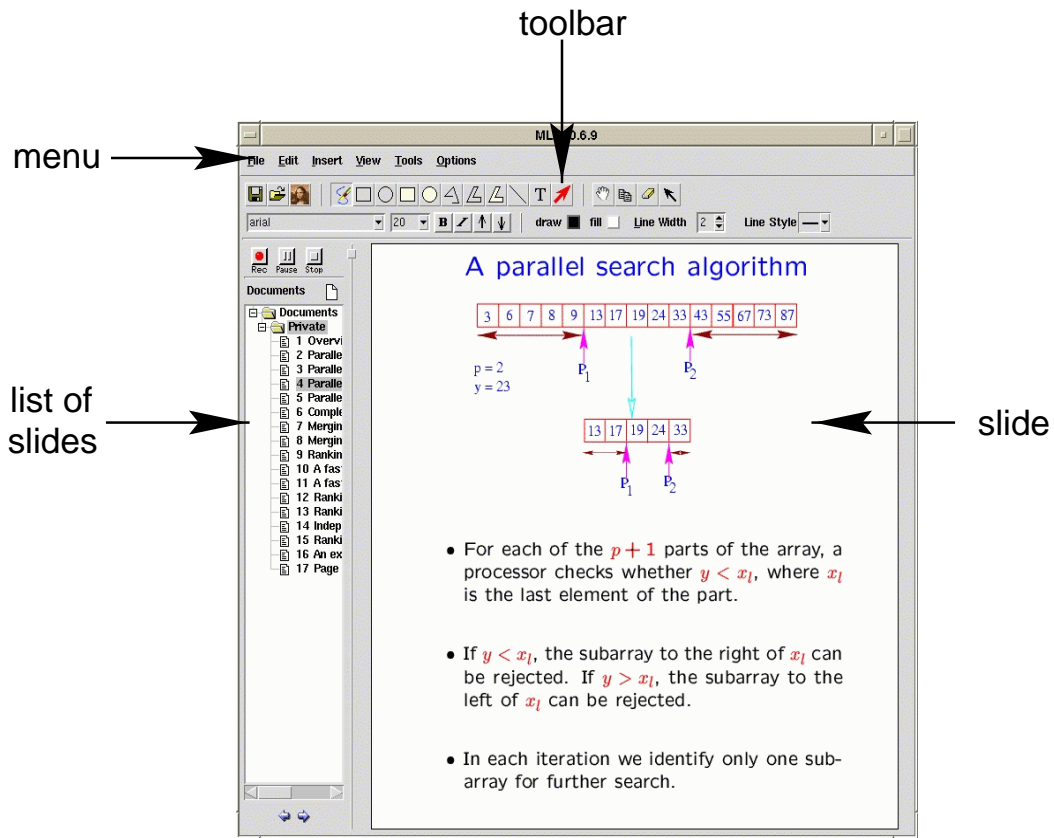 toolbar
menu
list of
slides
slide
0.6.9
File Edit Insert View Tools Options
T
arial 20 B I draw fill Line Width 2 Line Style
Rec Pause Stop
Documents
Documents
Private
1 Overvi
2 Paralle
3 Paralle
4 Paralle
5 Paralle
6 Comple
7 Mergin
8 Mergin
9 Rankin
10 A fas
11 A fas
12 Ranki
13 Ranki
14 Indep
15 Ranki
16 An ex
17 Page
A parallel search algorithm
3 6 7 8 9 13 17 19 24 33 43 55 67 73 87
P1 P2
p = 2
y = 23
13 17 19 24 33
P1 P2
• For each of the p + 1 parts of the array, a
processor checks whether y < xl, where xl
is the last element of the part.
• If y < xl, the subarray to the right of xl can
be rejected. If y > xl, the subarray to the
left of xl can be rejected.
• In each iteration we identify only one sub-
array for further search.